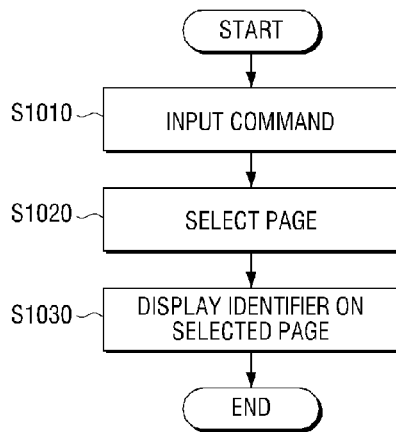 START
S1010
INPUT COMMAND
S1020
SELECT PAGE
S1030
DISPLAY IDENTIFIER ON
SELECTED PAGE
END